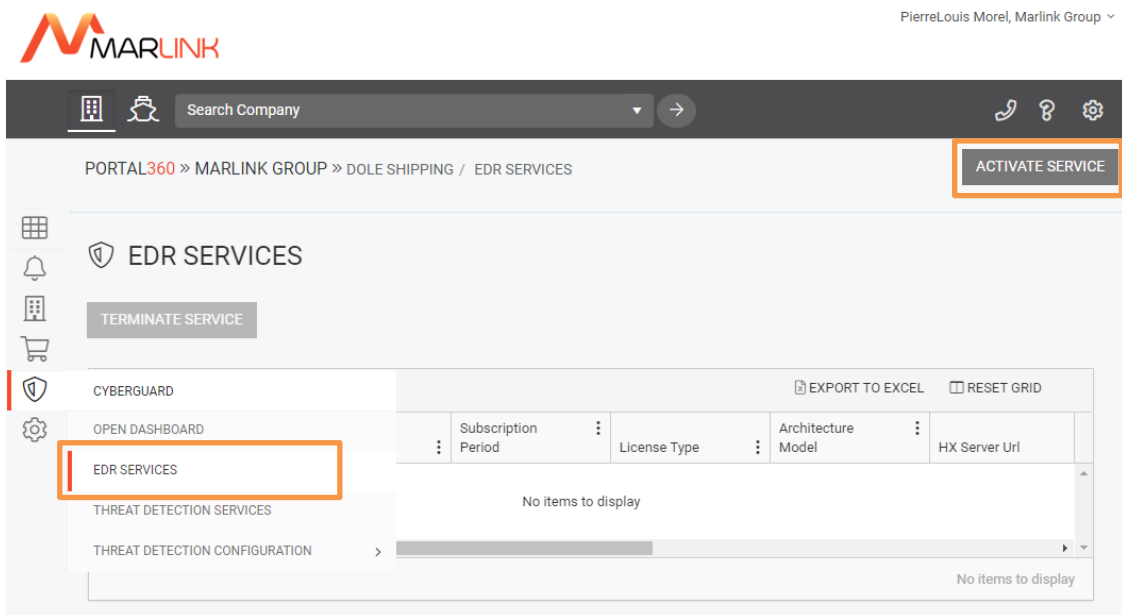 PierreLouis Morel, Marlink Group
MARLINK
Search Company
PORTAL360 » MARLINK GROUP » DOLE SHIPPING / EDR SERVICES
ACTIVATE SERVICE
EDR SERVICES
TERMINATE SERVICE
CYBERGUARD
OPEN DASHBOARD
EDR SERVICES
THREAT DETECTION SERVICES
THREAT DETECTION CONFIGURATION
EXPORT TO EXCEL
RESET GRID
Subscription
Period
License Type
Architecture
Model
HX Server Url
No items to display
No items to display